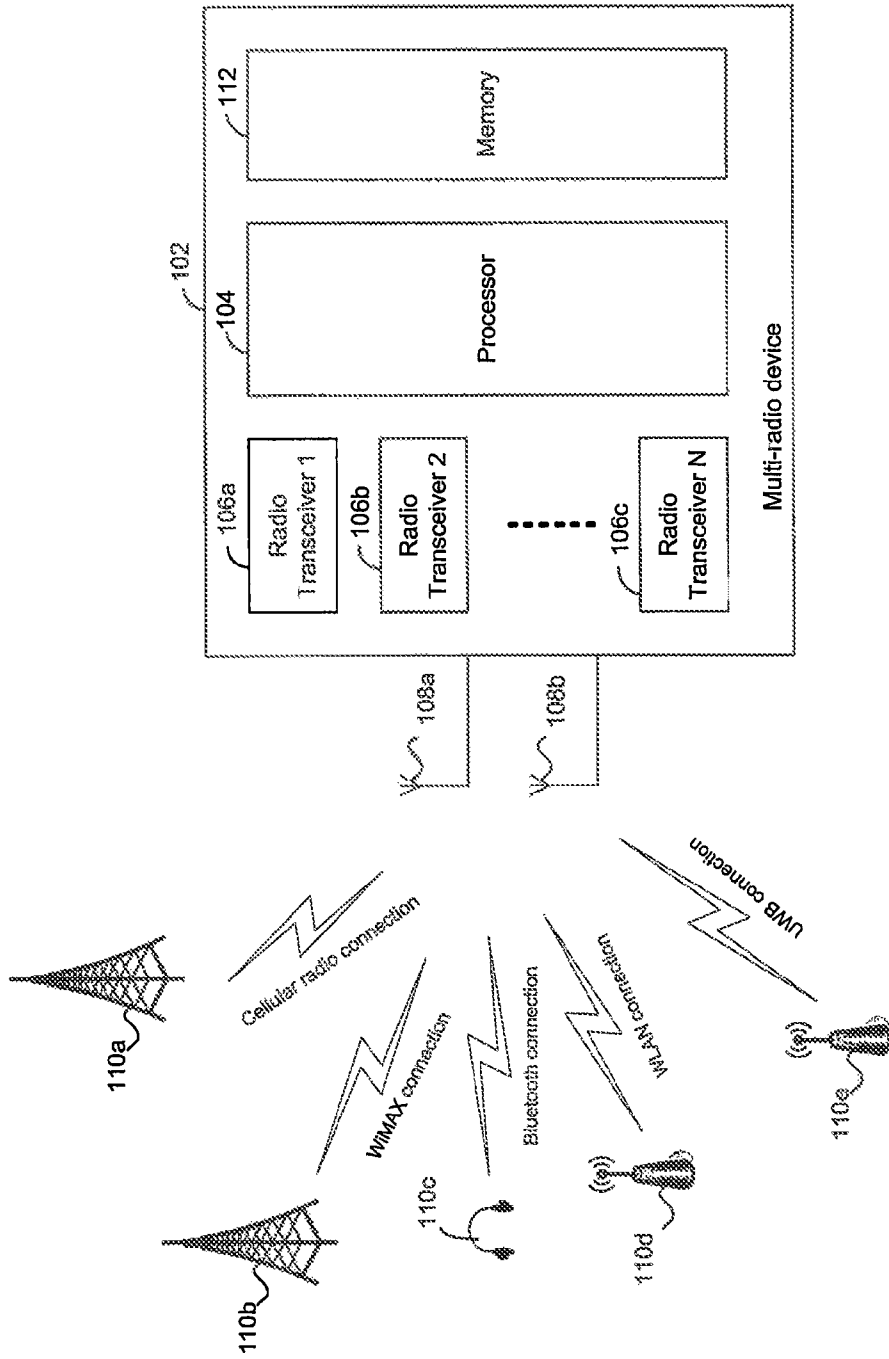 110a
Cellular radio connection
110b
WiMAX connection
110c
Bluetooth connection
110d
WLAN connection
110e
UWB connection
108a
108b
102
106a
Radio
Transceiver 1
106b
Radio
Transceiver 2
106c
Radio
Transceiver N
104
Processor
112
Memory
Multi-radio device